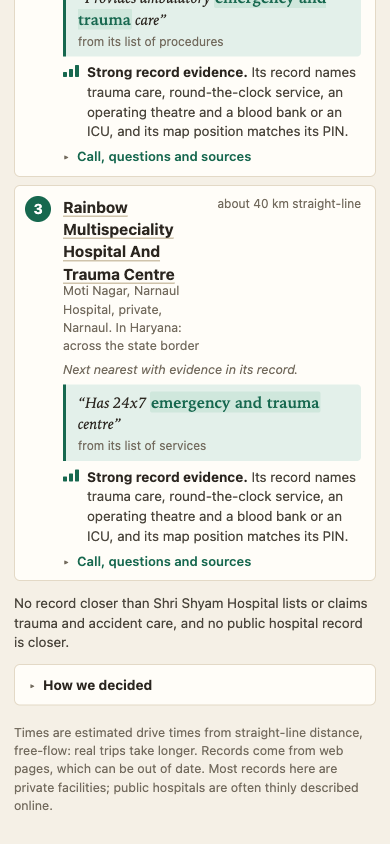 “Provides ambulatory emergency and
trauma care”
from its list of procedures
Strong record evidence. Its record names
trauma care, round-the-clock service, an
operating theatre and a blood bank or an
ICU, and its map position matches its PIN.
▸ Call, questions and sources
3
Rainbow
Multispeciality
Hospital And
Trauma Centre
about 40 km straight-line
Moti Nagar, Narnaul
Hospital, private,
Narnaul. In Haryana:
across the state border
Next nearest with evidence in its record.
“Has 24x7 emergency and trauma
centre”
from its list of services
Strong record evidence. Its record names
trauma care, round-the-clock service, an
operating theatre and a blood bank or an
ICU, and its map position matches its PIN.
▸ Call, questions and sources
No record closer than Shri Shyam Hospital lists or claims
trauma and accident care, and no public hospital record
is closer.
▸ How we decided
Times are estimated drive times from straight-line distance,
free-flow: real trips take longer. Records come from web
pages, which can be out of date. Most records here are
private facilities; public hospitals are often thinly described
online.